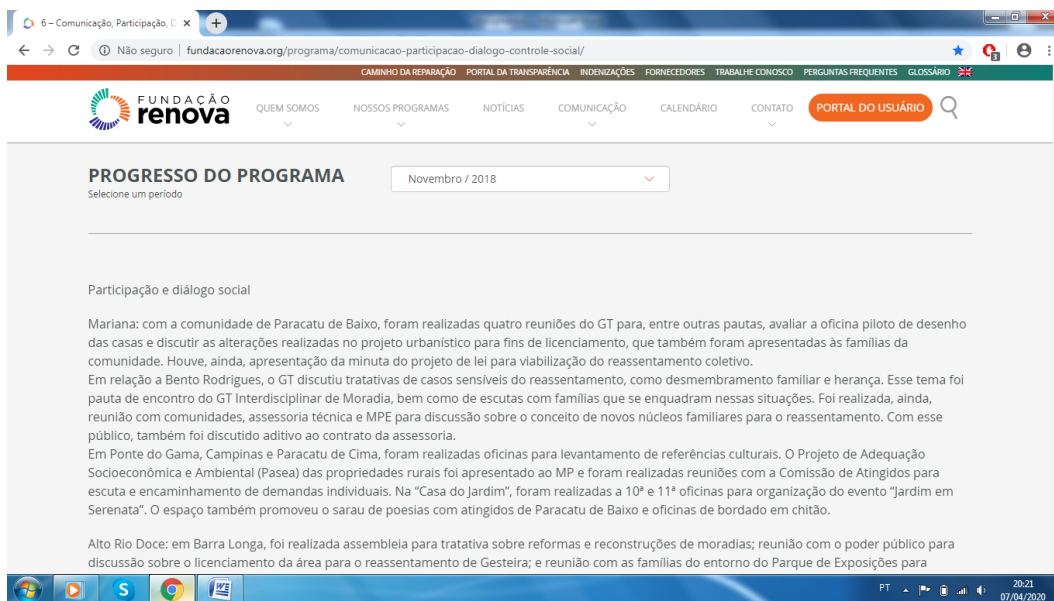 6 – Comunicação, Participação, D
Não seguro | fundacaorenova.org/programa/comunicacao-participacao-dialogo-controle-social/
CAMINHO DA REPARAÇÃO PORTAL DA TRANSPARÊNCIA INDENIZAÇÕES FORNECEDORES TRABALHE CONOSCO PERGUNTAS FREQUENTES GLOSSÁRIO
FUNDAÇÃO
renova
QUEM SOMOS NOSSOS PROGRAMAS NOTÍCIAS COMUNICAÇÃO CALENDÁRIO CONTATO PORTAL DO USUÁRIO
PROGRESSO DO PROGRAMA
Selecione um período
Novembro / 2018
Participação e diálogo social
Mariana: com a comunidade de Paracatu de Baixo, foram realizadas quatro reuniões do GT para, entre outras pautas, avaliar a oficina piloto de desenho
das casas e discutir as alterações realizadas no projeto urbanístico para fins de licenciamento, que também foram apresentadas às famílias da
comunidade. Houve, ainda, apresentação da minuta do projeto de lei para viabilização do reassentamento coletivo.
Em relação a Bento Rodrigues, o GT discutiu tratativas de casos sensíveis do reassentamento, como desmembramento familiar e herança. Esse tema foi
pauta de encontro do GT Interdisciplinar de Moradia, bem como de escutas com famílias que se enquadram nessas situações. Foi realizada, ainda,
reunião com comunidades, assessoria técnica e MPE para discussão sobre o conceito de novos núcleos familiares para o reassentamento. Com esse
público, também foi discutido aditivo ao contrato da assessoria.
Em Ponte do Gama, Campinas e Paracatu de Cima, foram realizadas oficinas para levantamento de referências culturais. O Projeto de Adequação
Socioeconômica e Ambiental (Pasea) das propriedades rurais foi apresentado ao MP e foram realizadas reuniões com a Comissão de Atingidos para
escuta e encaminhamento de demandas individuais. Na “Casa do Jardim”, foram realizadas a 10ª e 11ª oficinas para organização do evento “Jardim em
Serenata”. O espaço também promoveu o sarau de poesias com atingidos de Paracatu de Baixo e oficinas de bordado em chitão.
Alto Rio Doce: em Barra Longa, foi realizada assembleia para tratativa sobre reformas e reconstruções de moradias; reunião com o poder público para
discussão sobre o licenciamento da área para o reassentamento de Gesteira; e reunião com as famílias do entorno do Parque de Exposições para
PT
20:21
07/04/2020